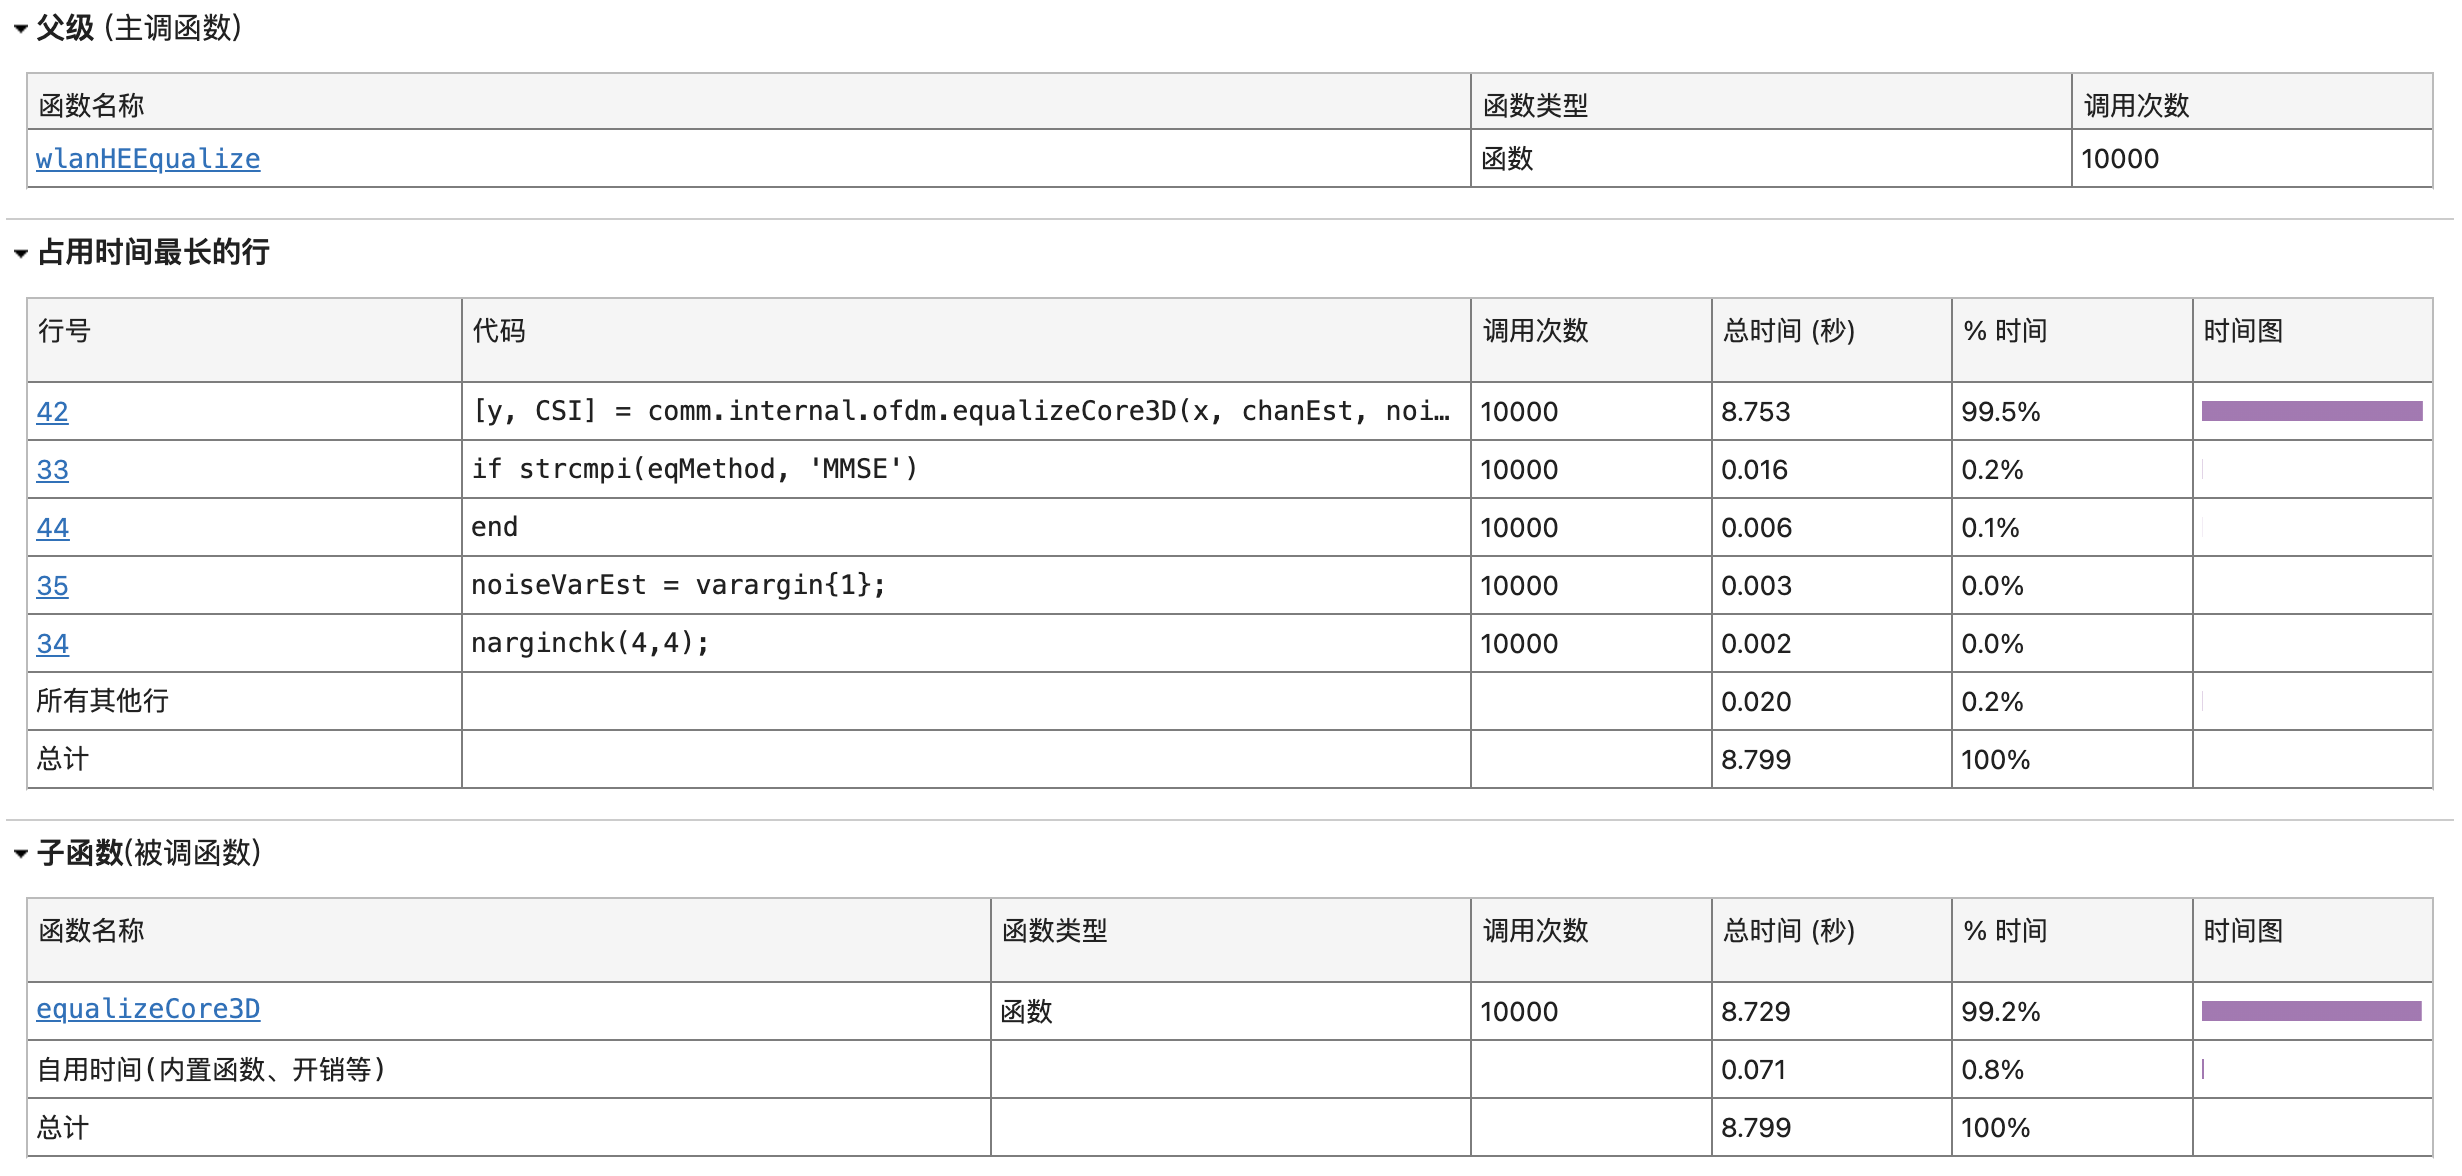 父级 (主调函数)
函数名称 函数类型 调用次数
wlanHEEqualize 函数 10000
占用时间最长的行
行号 代码 调用次数 总时间 (秒) % 时间 时间图
42 [y, CSI] = comm.internal.ofdm.equalizeCore3D(x, chanEst, noi… 10000 8.753 99.5%
33 if strcmpi(eqMethod, 'MMSE') 10000 0.016 0.2%
44 end 10000 0.006 0.1%
35 noiseVarEst = varargin{1}; 10000 0.003 0.0%
34 narginchk(4,4); 10000 0.002 0.0%
所有其他行 0.020 0.2%
总计 8.799 100%
子函数(被调函数)
函数名称 函数类型 调用次数 总时间 (秒) % 时间 时间图
equalizeCore3D 函数 10000 8.729 99.2%
自用时间(内置函数、开销等) 0.071 0.8%
总计 8.799 100%